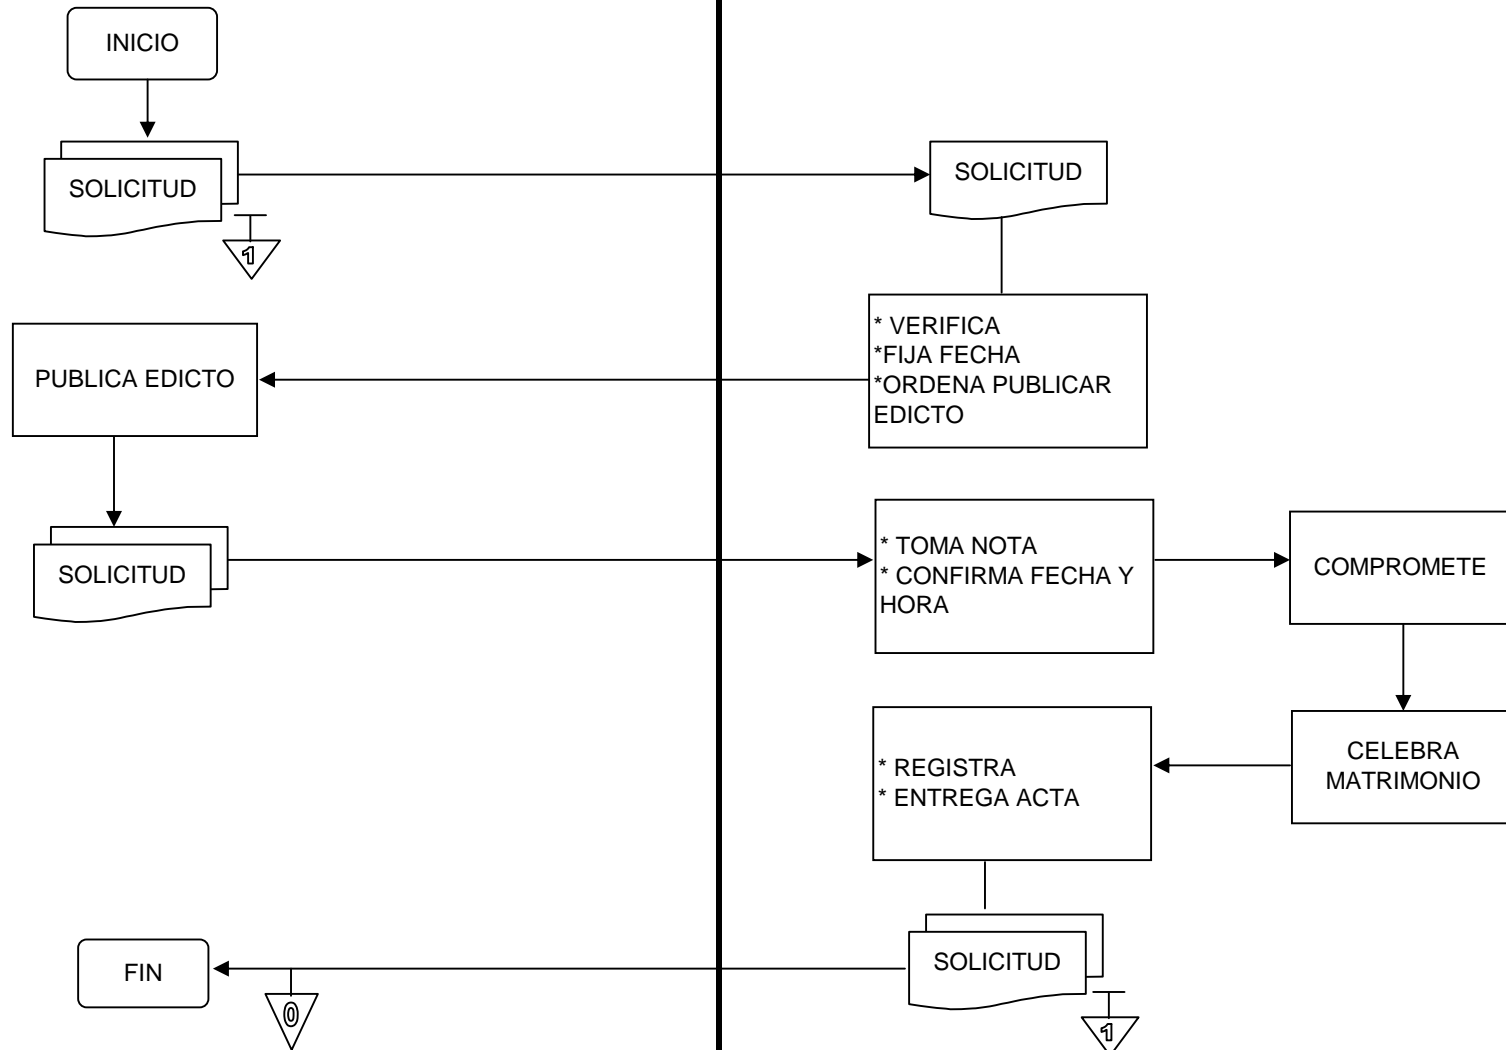 INICIO
SOLICITUD
1
SOLICITUD
* VERIFICA
*FIJA FECHA
*ORDENA PUBLICAR
EDICTO
PUBLICA EDICTO
SOLICITUD
* TOMA NOTA
* CONFIRMA FECHA Y
HORA
COMPROMETE
CELEBRA
MATRIMONIO
* REGISTRA
* ENTREGA ACTA
SOLICITUD
1
0
FIN